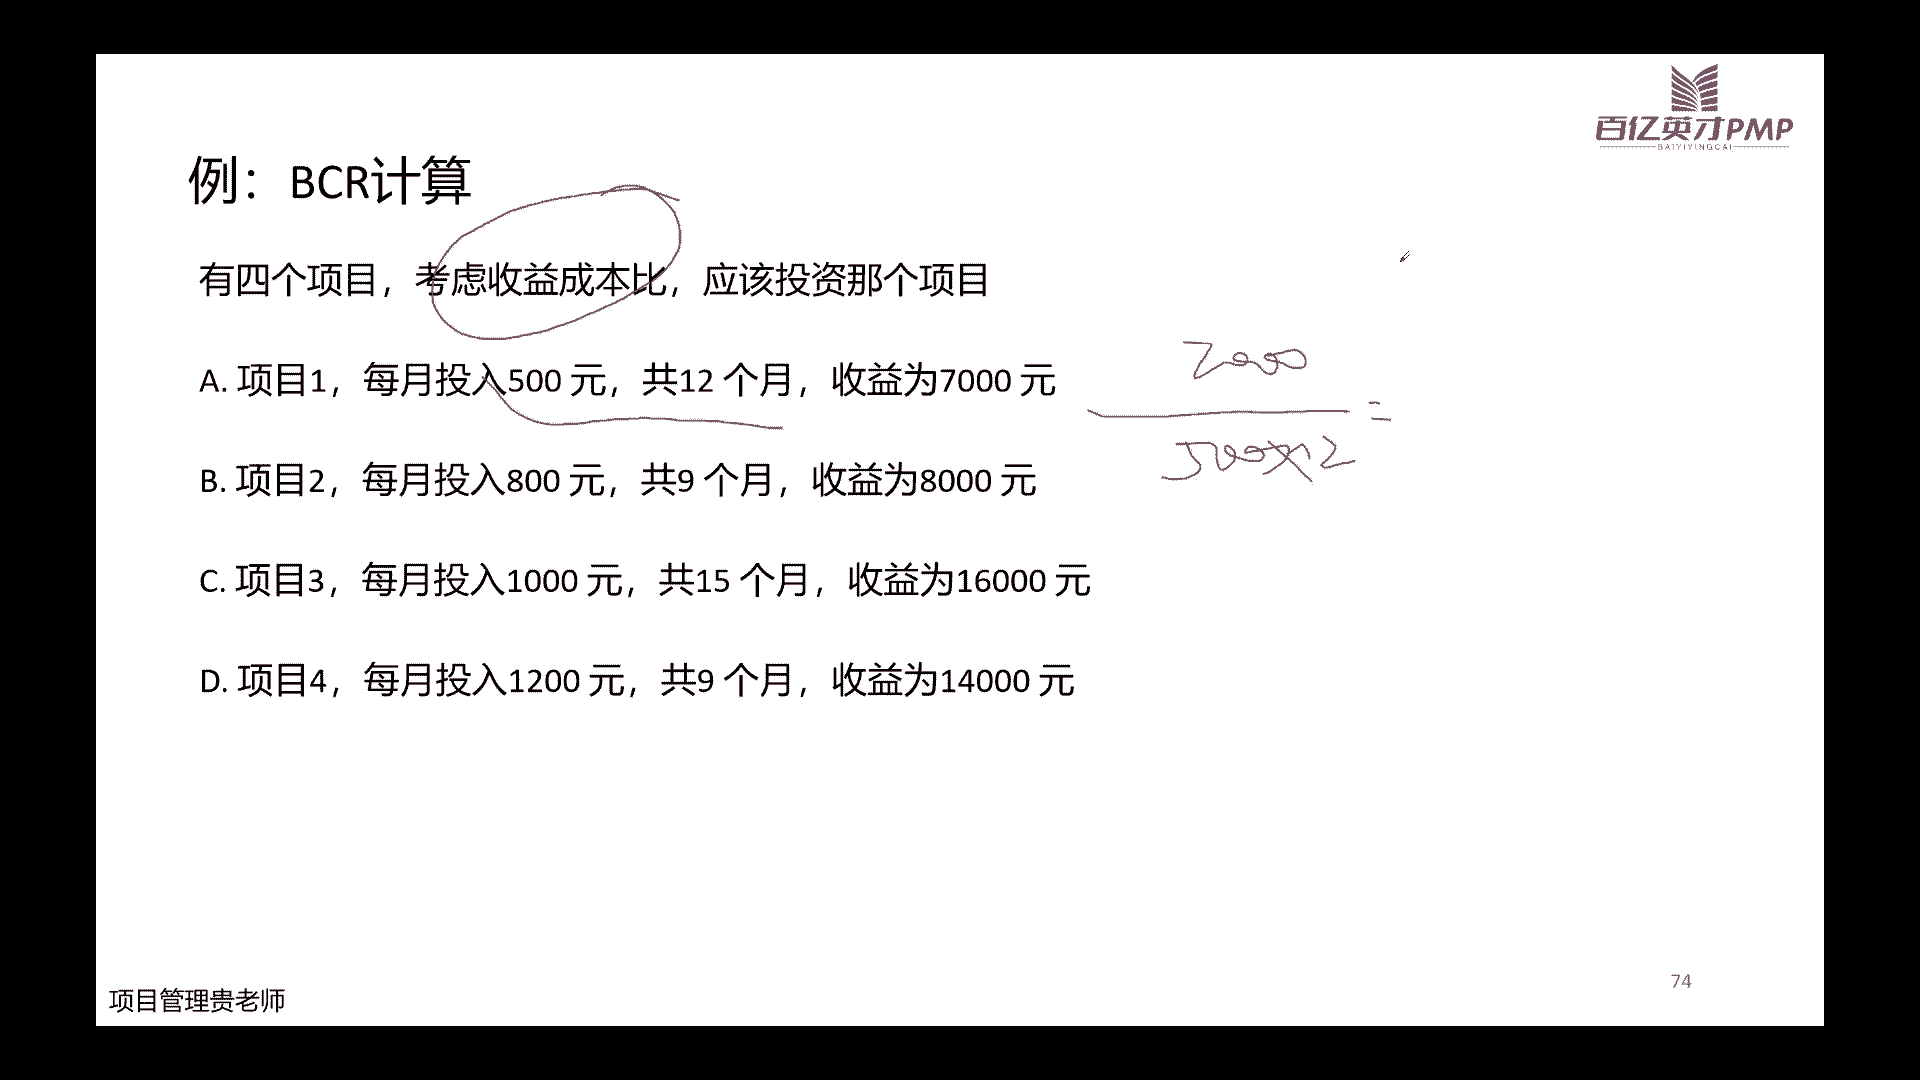 百亿英才PMP
BAIYIYINGCAI
例：BCR计算
有四个项目，考虑收益成本比，应该投资那个项目
A. 项目1，每月投入500 元，共12 个月，收益为7000 元
7000
500×12
=
B. 项目2，每月投入800 元，共9 个月，收益为8000 元
C. 项目3，每月投入1000 元，共15 个月，收益为16000 元
D. 项目4，每月投入1200 元，共9 个月，收益为14000 元
74
项目管理贵老师